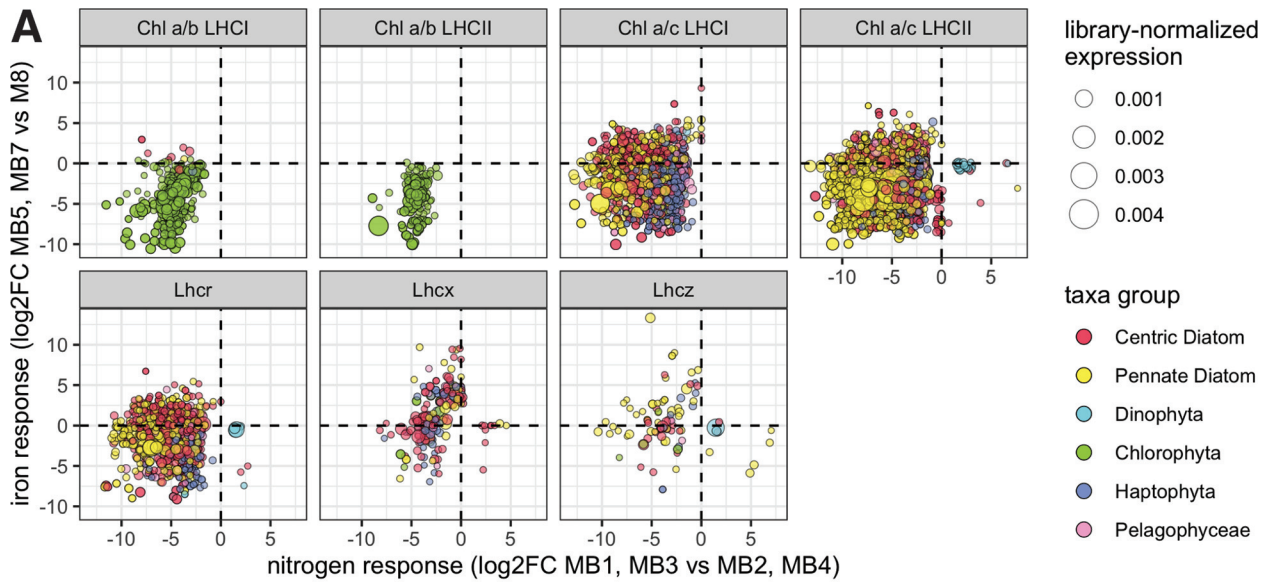 A
Chl a/b LHCI
Chl a/b LHCII
Chl a/c LHCI
Chl a/c LHCII
10
5
0
-5
-10
-10
-5
0
5
Lhcr
Lhcx
Lhcz
10
5
0
-5
-10
-10
-5
0
5
-10
-5
0
5
-10
-5
0
5
iron response (log2FC MB5, MB7 vs M8)
nitrogen response (log2FC MB1, MB3 vs MB2, MB4)
library-normalized
expression
0.001
0.002
0.003
0.004
taxa group
Centric Diatom
Pennate Diatom
Dinophyta
Chlorophyta
Haptophyta
Pelagophyceae